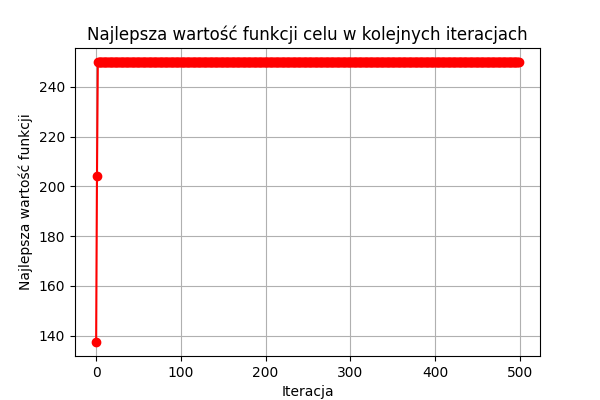 Najlepsza wartość funkcji celu w kolejnych iteracjach
Najlepsza wartość funkcji
240
220
200
180
160
140
0 100 200 300 400 500
Iteracja